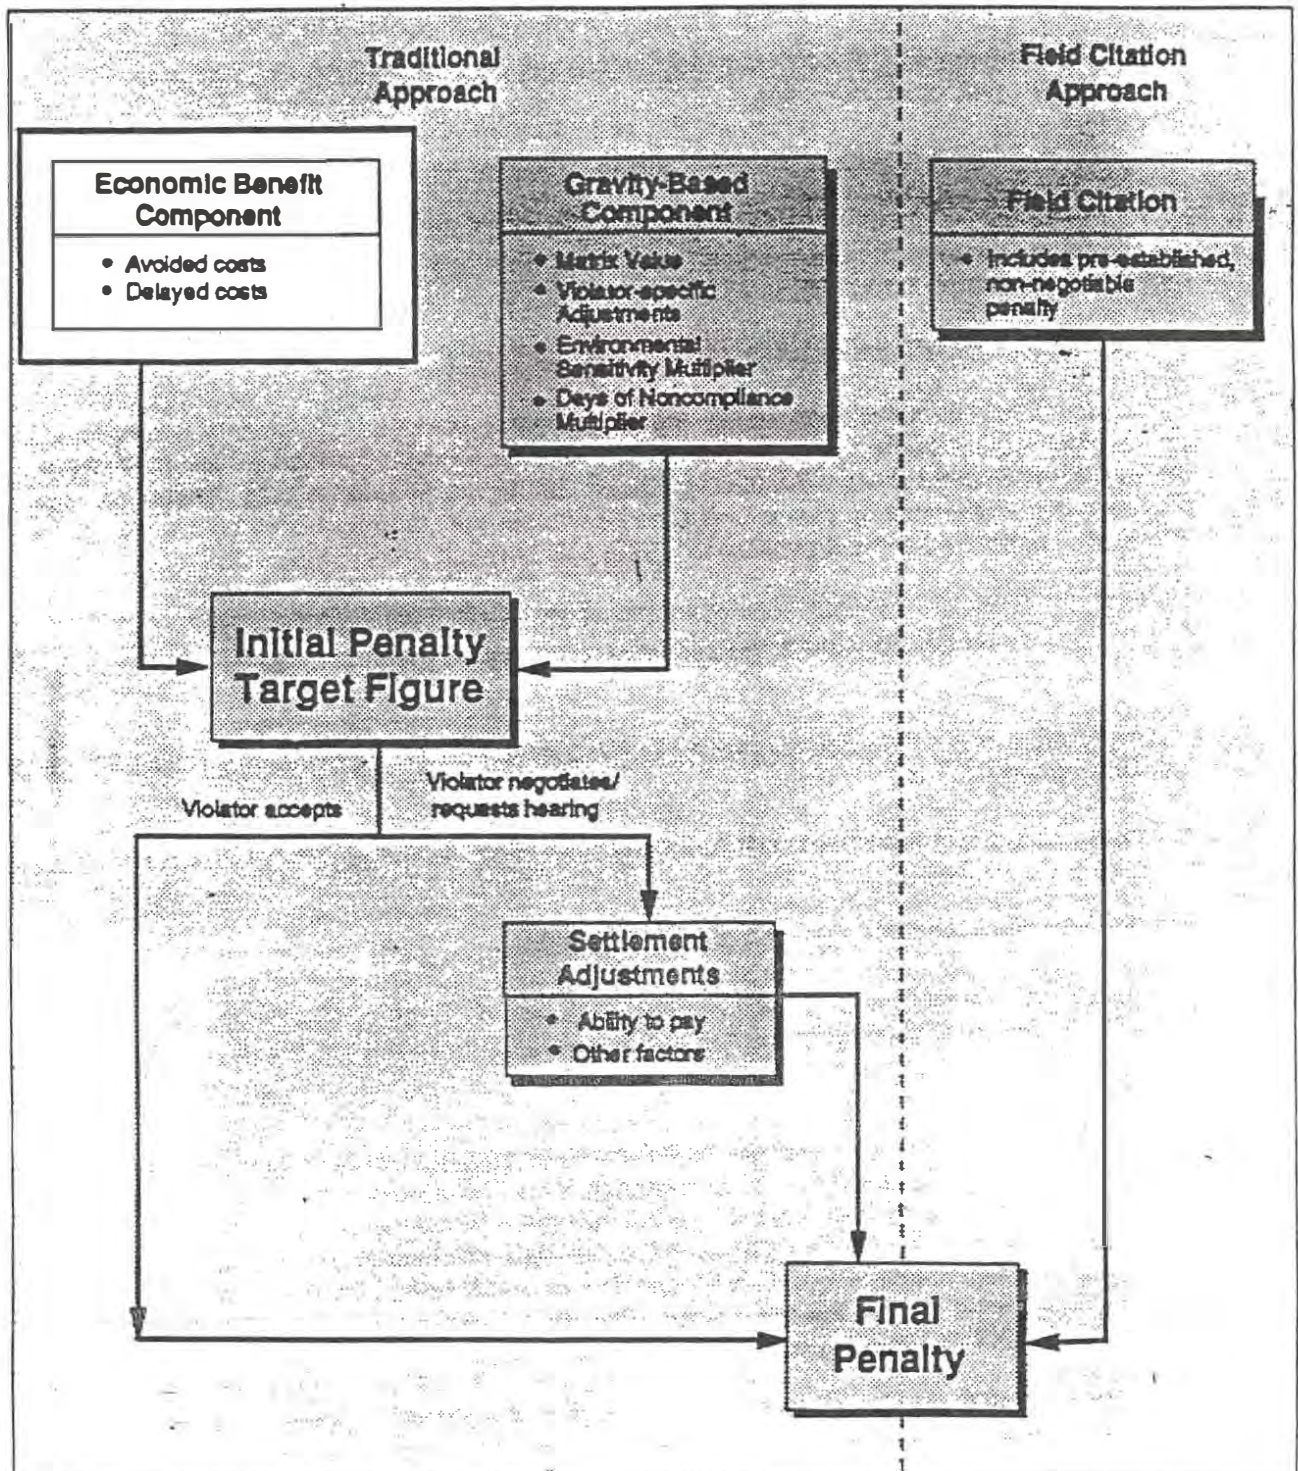 Traditional
Approach
Field Citation
Approach
Economic Benefit
Component
• Avoided costs
• Delayed costs
Gravity-Based
Component
• Matrix Value
• Violator-specific
Adjustments
• Environmental
Sensitivity Multiplier
• Days of Noncompliance
Multiplier
Field Citation
• Includes pre-established,
non-negotiable
penalty
Initial Penalty
Target Figure
Violator accepts
Violator negotiates/
requests hearing
Settlement
Adjustments
• Ability to pay
• Other factors
Final
Penalty